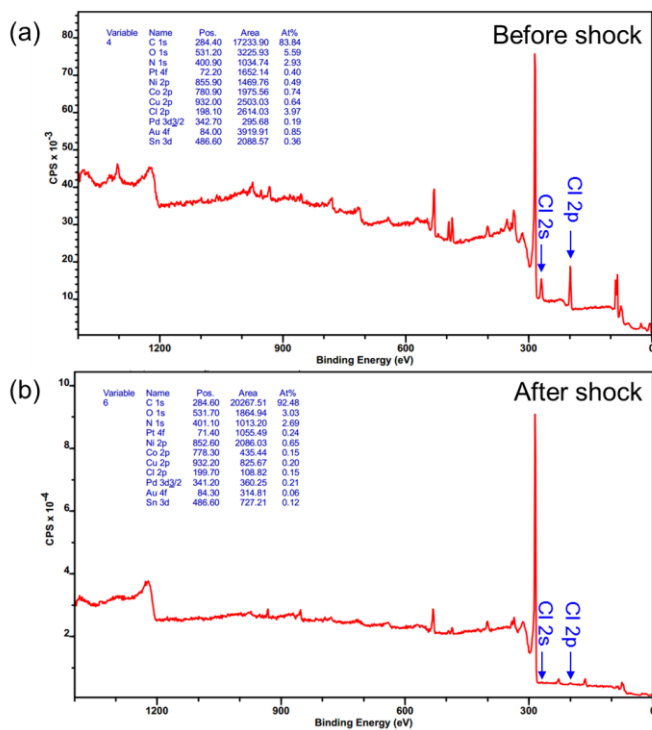 (a)
Before shock
Variable Name Pos. Area At%
4 C 1s 284.40 17233.90 83.84
O 1s 531.20 3225.93 5.59
N 1s 400.90 1034.74 2.93
Pt 4f 72.20 1652.14 0.40
Ni 2p 855.90 1469.76 0.49
Co 2p 780.90 1975.56 0.74
Cu 2p 932.00 2503.03 0.64
Cl 2p 198.10 2614.03 3.97
Pd 3d3/2 342.70 295.68 0.19
Au 4f 84.00 3919.91 0.85
Sn 3d 486.60 2088.57 0.36
CPS x 10-3
70
60
50
40
30
20
10
Cl 2s
Cl 2p
1200 900 600 300 0
Binding Energy (eV)
(b)
After shock
Variable Name Pos. Area At%
6 C 1s 284.60 20267.51 92.48
O 1s 531.70 1864.94 3.03
N 1s 401.10 1013.20 2.69
Pt 4f 71.40 1055.49 0.24
Ni 2p 852.60 2086.03 0.65
Co 2p 778.30 435.44 0.15
Cu 2p 932.20 825.67 0.20
Cl 2p 199.70 108.82 0.15
Pd 3d3/2 341.20 360.25 0.21
Au 4f 84.30 314.81 0.06
Sn 3d 486.60 727.21 0.12
CPS x 10-4
10
8
6
4
2
Cl 2s
Cl 2p
1200 900 600 300 0
Binding Energy (eV)